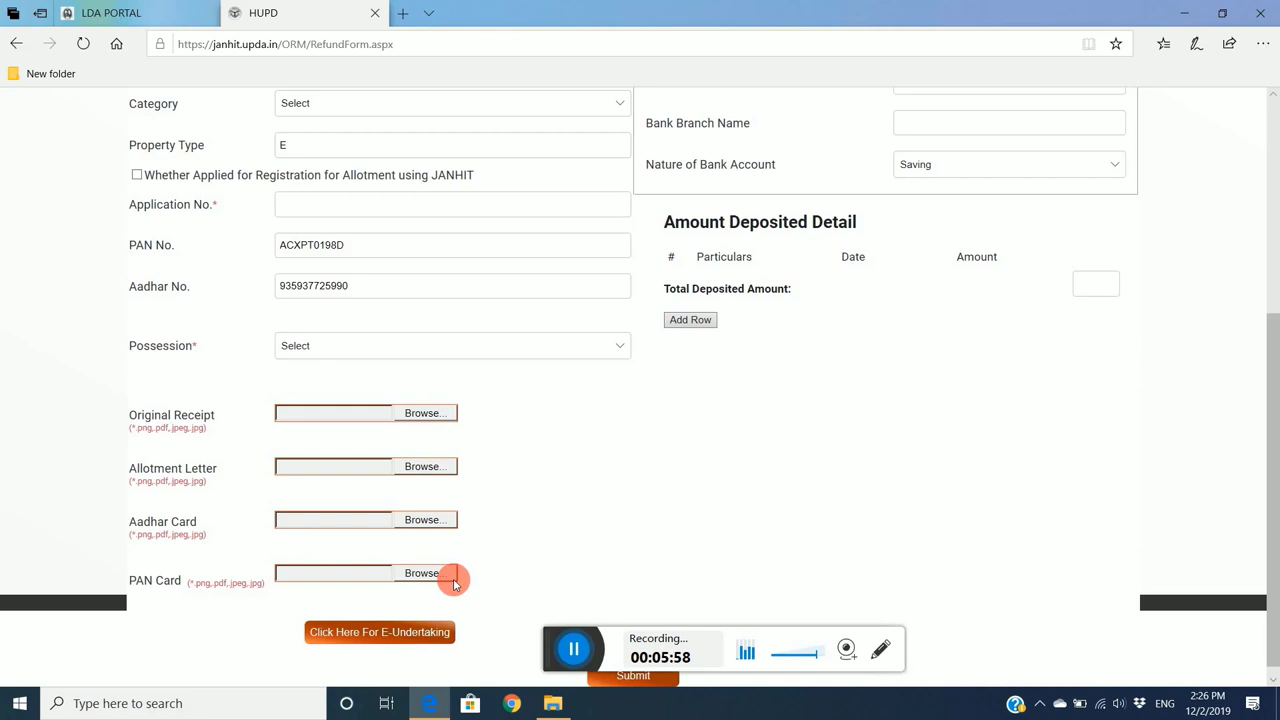 LDA PORTAL
HUPD
https://janhit.upda.in/ORM/RefundForm.aspx
New folder
Category
Select
Property Type
E
Whether Applied for Registration for Allotment using JANHIT
Application No.*
PAN No.
ACXPT0198D
Aadhar No.
935937725990
Possession*
Select
Original Receipt
(*.png,.pdf,.jpeg,.jpg)
Browse...
Allotment Letter
(*.png,.pdf,.jpeg,.jpg)
Browse...
Aadhar Card
(*.png,.pdf,.jpeg,.jpg)
Browse...
PAN Card (*.png,.pdf,.jpeg,.jpg)
Browse...
Click Here For E-Undertaking
Bank Branch Name
Nature of Bank Account
Saving
Amount Deposited Detail
# Particulars Date Amount
Total Deposited Amount:
Add Row
Recording...
00:05:58
Submit
Type here to search
ENG
2:26 PM
12/2/2019